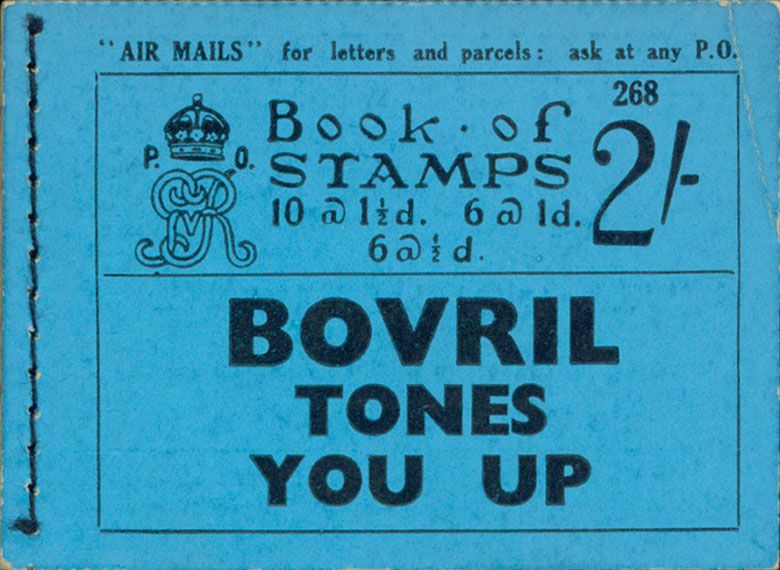 "AIR MAILS" for letters and parcels: ask at any P.O.
268
P. O.
GVR
Book · of
STAMPS
2/-
10 @ 1½d. 6 @ 1d.
6 @ ½d.
BOVRIL
TONES
YOU UP